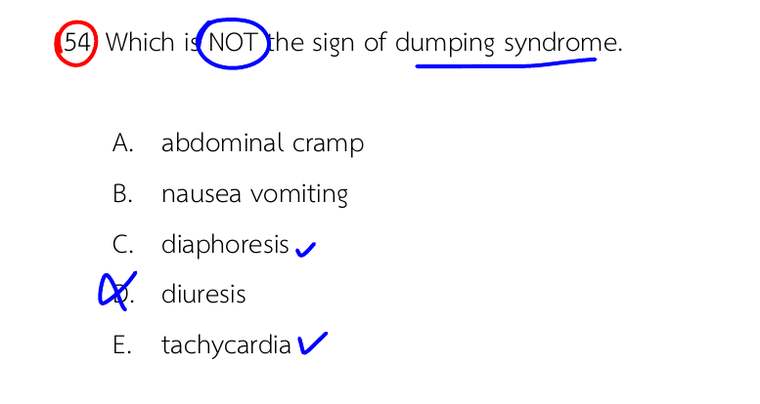 54 Which is NOT the sign of dumping syndrome.
A. abdominal cramp
B. nausea vomiting
C. diaphoresis
D. diuresis
E. tachycardia